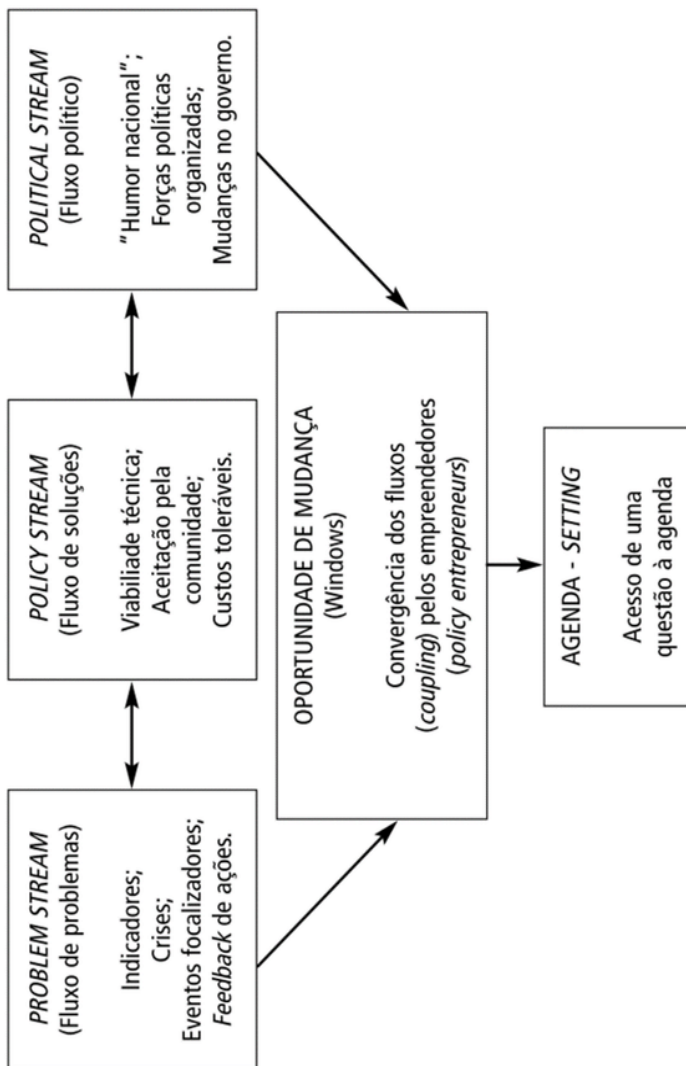 PROBLEM STREAM
(Fluxo de problemas)
Indicadores;
Crises;
Eventos focalizadores;
Feedback de ações.
POLICY STREAM
(Fluxo de soluções)
Viabiliade técnica;
Aceitação pela
comunidade;
Custos toleráveis.
POLITICAL STREAM
(Fluxo político)
"Humor nacional";
Forças políticas
organizadas;
Mudanças no governo.
OPORTUNIDADE DE MUDANÇA
(Windows)
Convergência dos fluxos
(coupling) pelos empreendedores
(policy entrepreneurs)
AGENDA - SETTING
Acesso de uma
questão à agenda